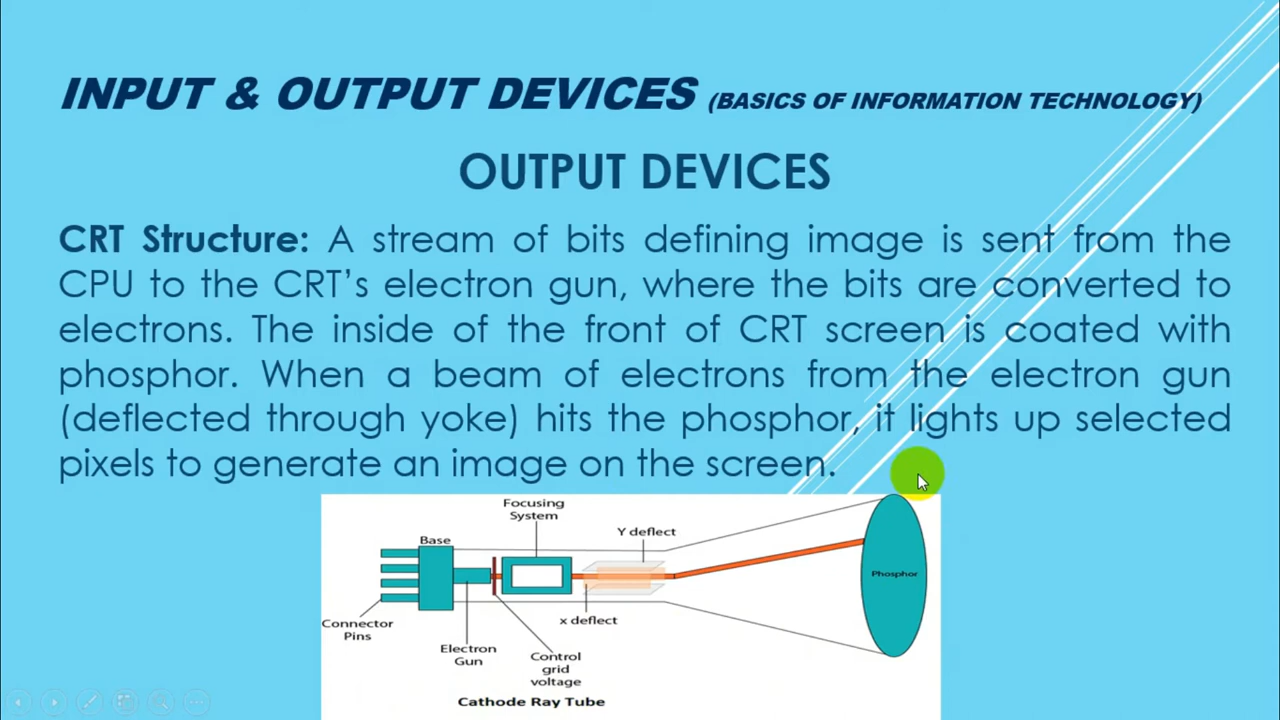 INPUT & OUTPUT DEVICES (BASICS OF INFORMATION TECHNOLOGY)
OUTPUT DEVICES
CRT Structure: A stream of bits defining image is sent from the
CPU to the CRT’s electron gun, where the bits are converted to
electrons. The inside of the front of CRT screen is coated with
phosphor. When a beam of electrons from the electron gun
(deflected through yoke) hits the phosphor, it lights up selected
pixels to generate an image on the screen.
Focusing
System
Y deflect
Base
Phosphor
x deflect
Connector
Pins
Electron
Gun
Control
grid
voltage
Cathode Ray Tube